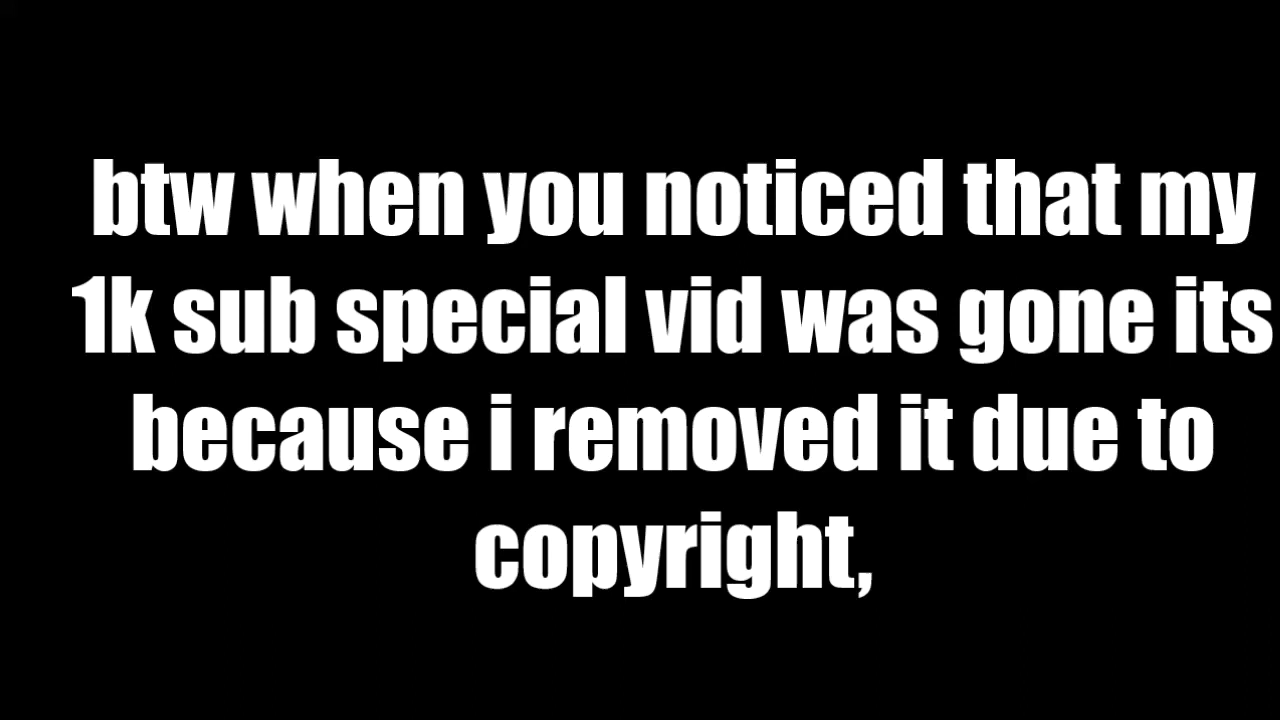 btw when you noticed that my
1k sub special vid was gone its
because i removed it due to
copyright,